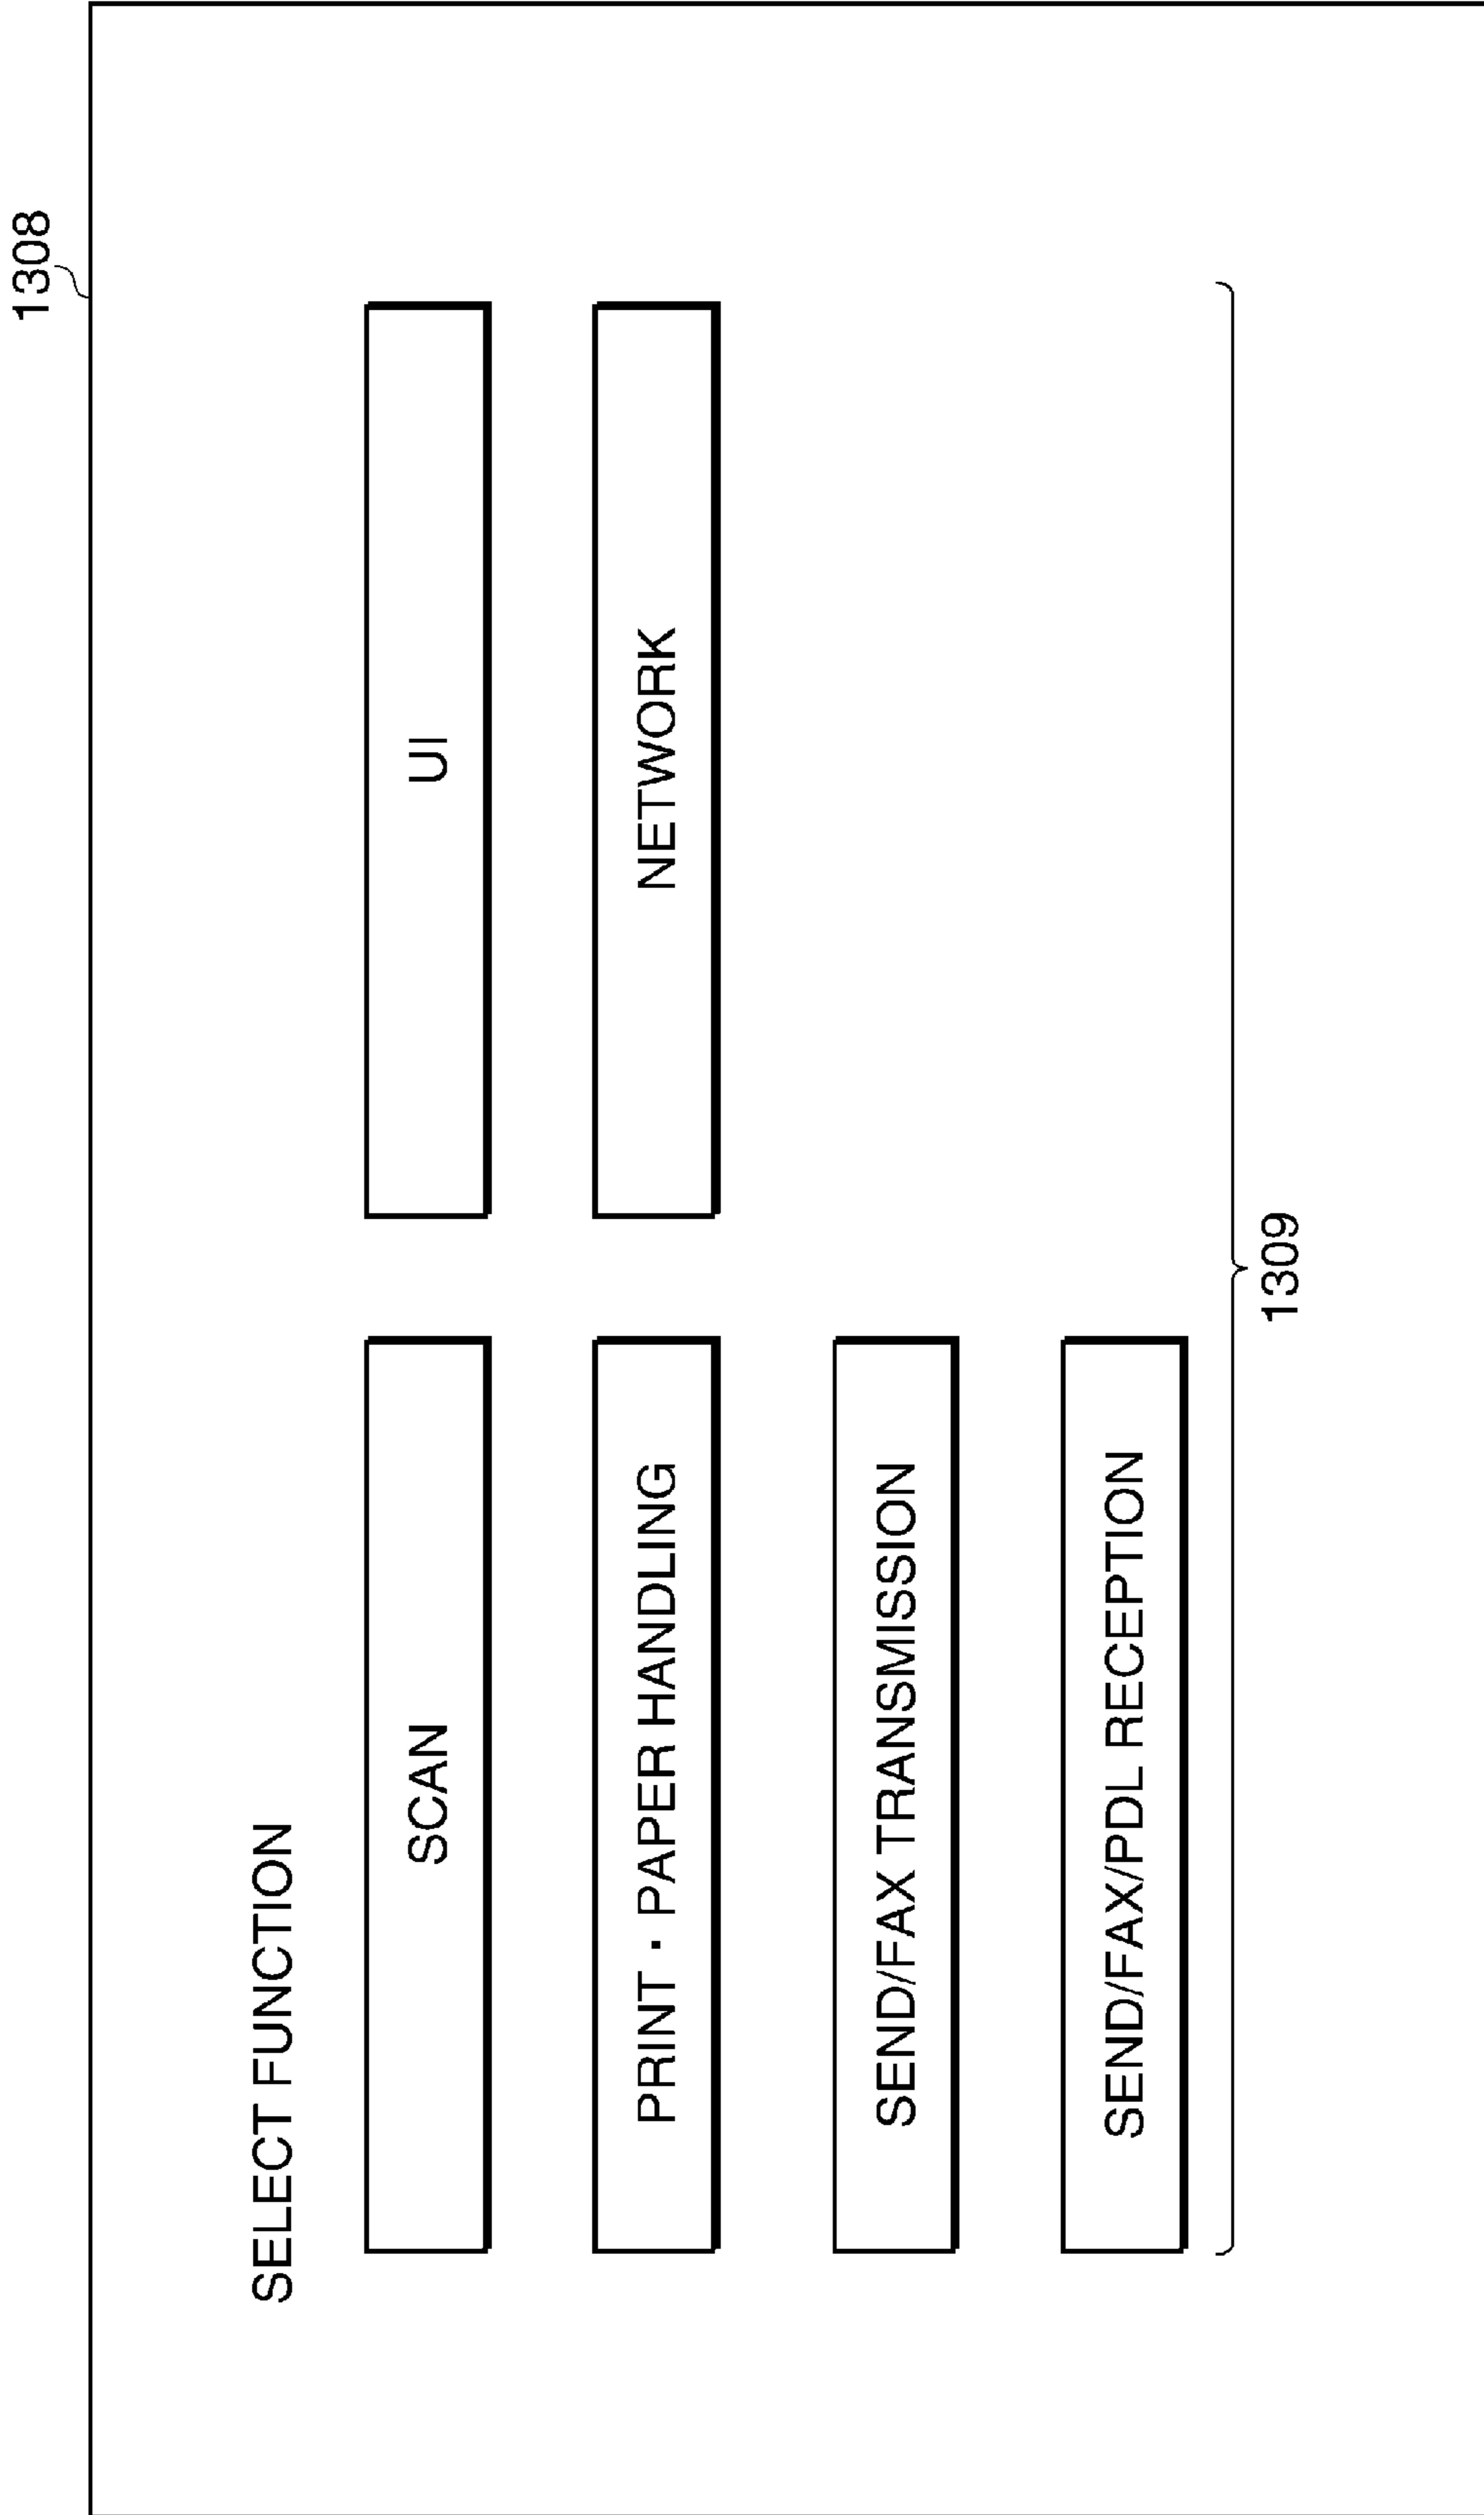 1308
SELECT FUNCTION
SCAN
UI
PRINT · PAPER HANDLING
NETWORK
SEND/FAX TRANSMISSION
SEND/FAX/PDL RECEPTION
1309